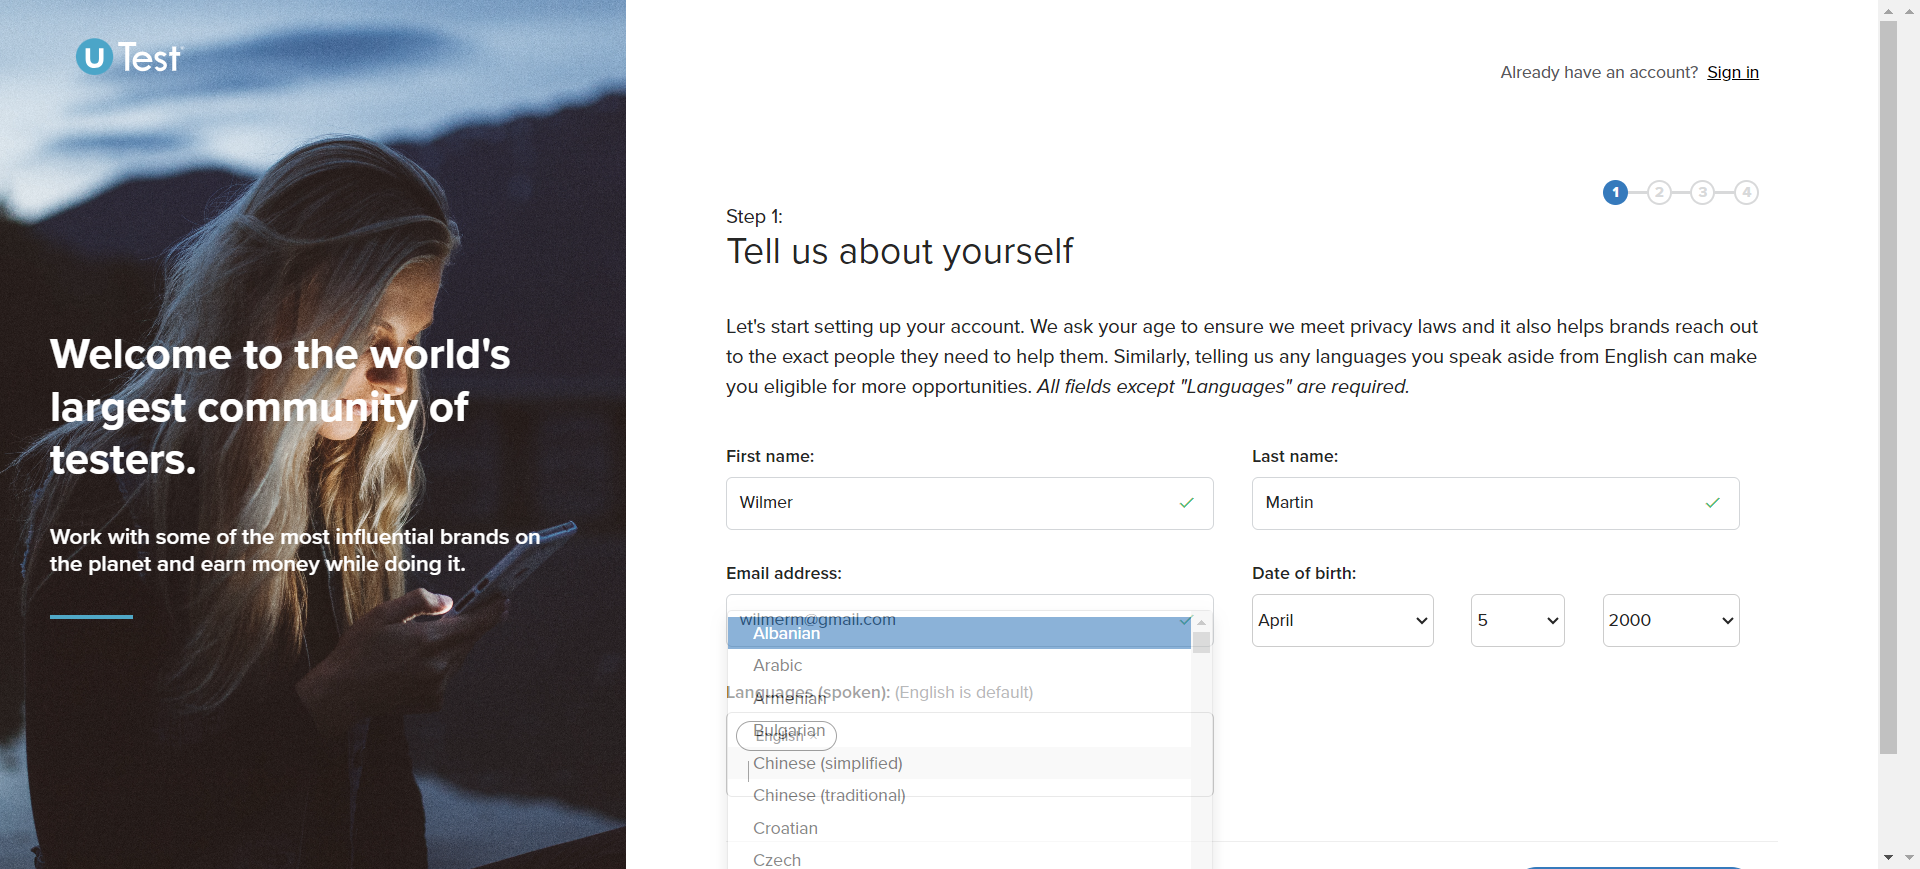 U Test
Welcome to the world's
largest community of
testers.
Work with some of the most influential brands on
the planet and earn money while doing it.
Already have an account? Sign in
1 2 3 4
Step 1:
Tell us about yourself
Let's start setting up your account. We ask your age to ensure we meet privacy laws and it also helps brands reach out
to the exact people they need to help them. Similarly, telling us any languages you speak aside from English can make
you eligible for more opportunities. All fields except "Languages" are required.
First name:
Last name:
Wilmer
Martin
Email address:
Date of birth:
wilmerm@gmail.com
April
5
2000
Albanian
Arabic
Languages (spoken): (English is default)
Armenian
Bulgarian
English ×
Chinese (simplified)
Chinese (traditional)
Croatian
Czech